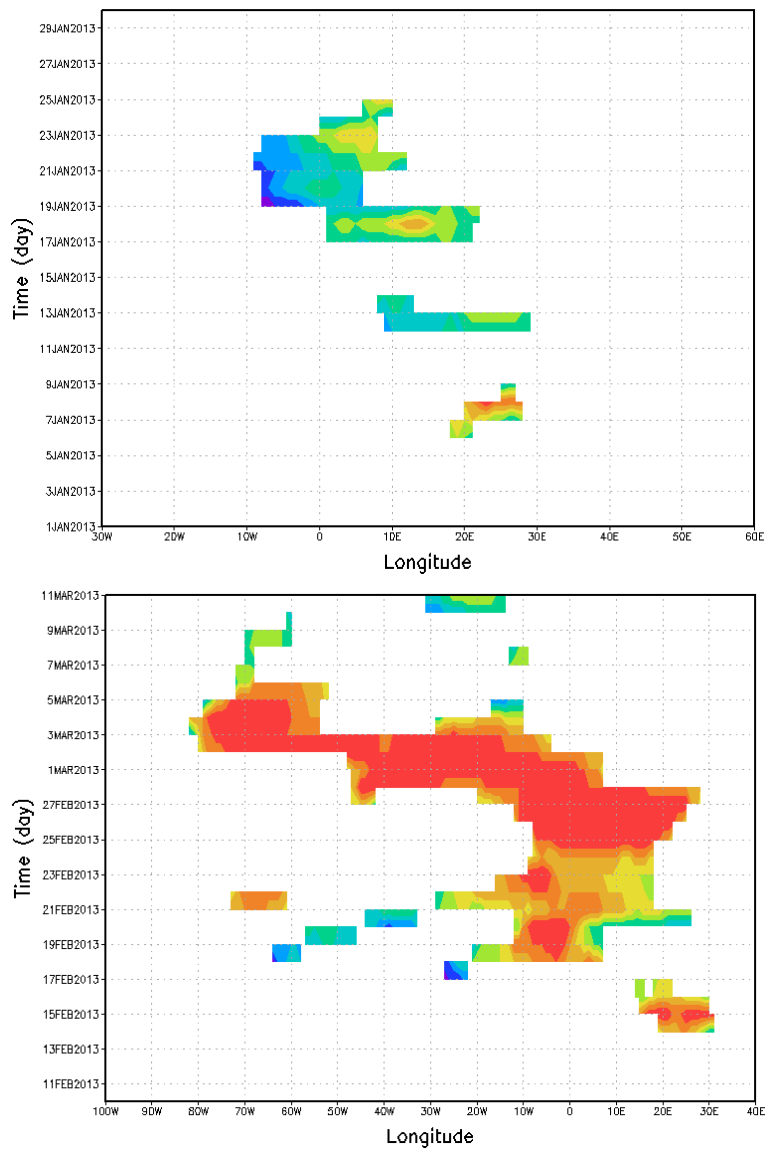 29JAN2013
27JAN2013
25JAN2013
23JAN2013
21JAN2013
19JAN2013
17JAN2013
15JAN2013
13JAN2013
11JAN2013
9JAN2013
7JAN2013
5JAN2013
3JAN2013
1JAN2013
Time (day)
30W 20W 10W 0 10E 20E 30E 40E 50E 60E
Longitude
11MAR2013
9MAR2013
7MAR2013
5MAR2013
3MAR2013
1MAR2013
27FEB2013
25FEB2013
23FEB2013
21FEB2013
19FEB2013
17FEB2013
15FEB2013
13FEB2013
11FEB2013
Time (day)
100W 90W 80W 70W 60W 50W 40W 30W 20W 10W 0 10E 20E 30E 40E
Longitude